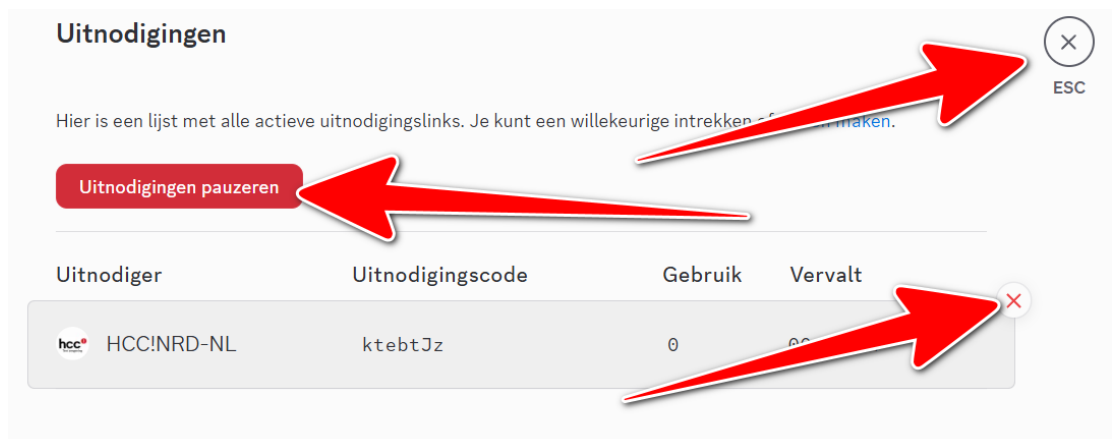 Uitnodigingen
ESC
Hier is een lijst met alle actieve uitnodigingslinks. Je kunt een willekeurige intrekken maken.
Uitnodigingen pauzeren
Uitnodiger Uitnodigingscode Gebruik Vervalt
hcc HCC!NRD-NL ktebtJz 0